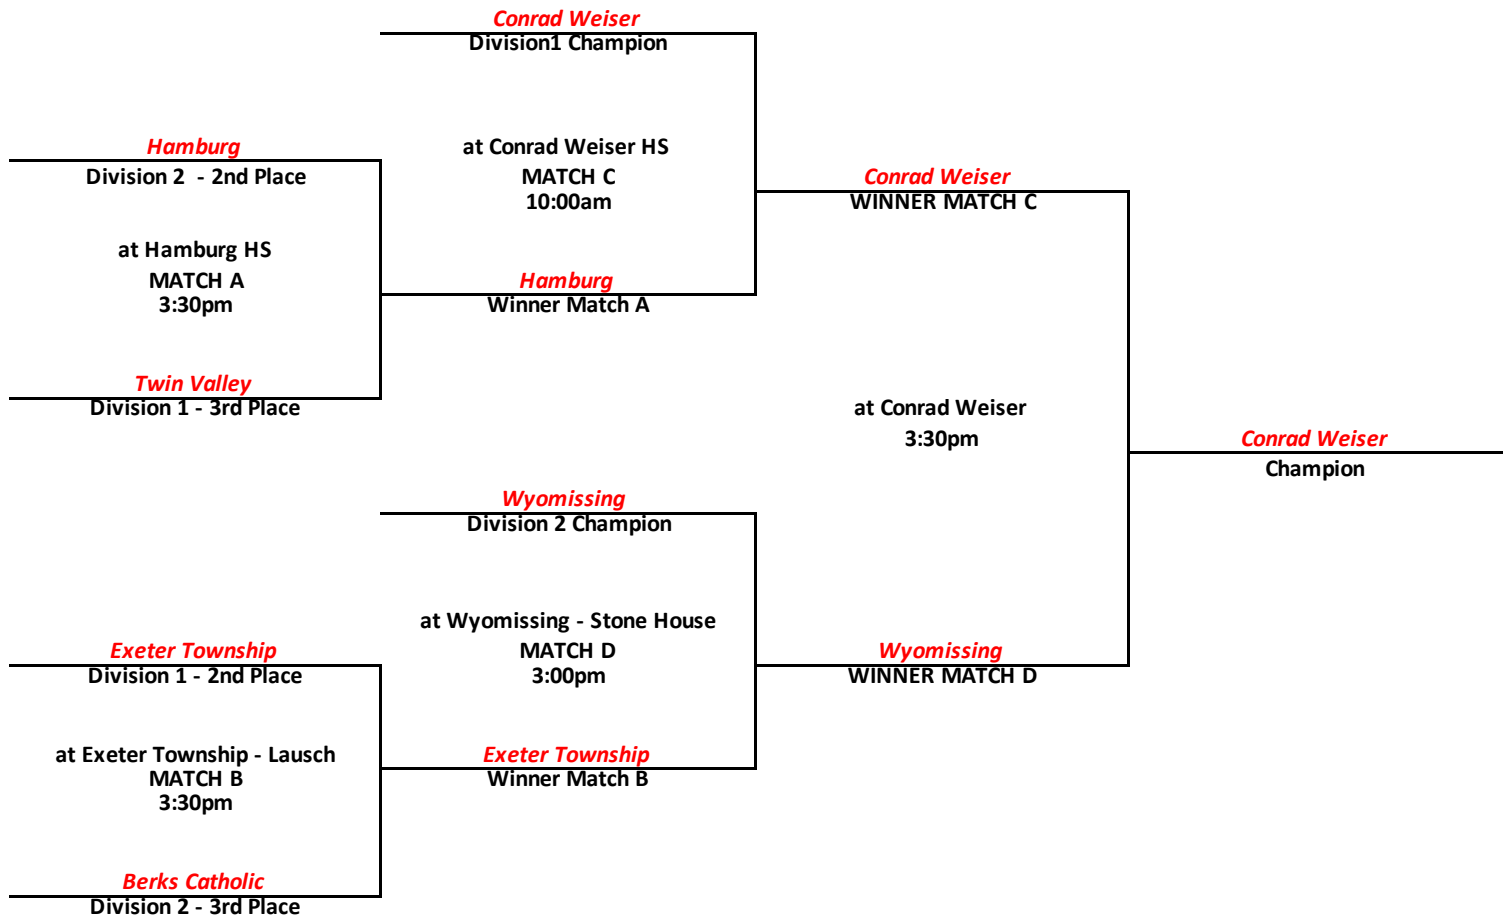 Conrad Weiser
Division1 Champion
Hamburg
Division 2 - 2nd Place
at Conrad Weiser HS
MATCH C
10:00am
Conrad Weiser
WINNER MATCH C
at Hamburg HS
MATCH A
3:30pm
Hamburg
Winner Match A
Twin Valley
Division 1 - 3rd Place
at Conrad Weiser
3:30pm
Conrad Weiser
Champion
Wyomissing
Division 2 Champion
at Wyomissing - Stone House
MATCH D
3:00pm
Exeter Township
Division 1 - 2nd Place
Wyomissing
WINNER MATCH D
at Exeter Township - Lausch
MATCH B
3:30pm
Exeter Township
Winner Match B
Berks Catholic
Division 2 - 3rd Place